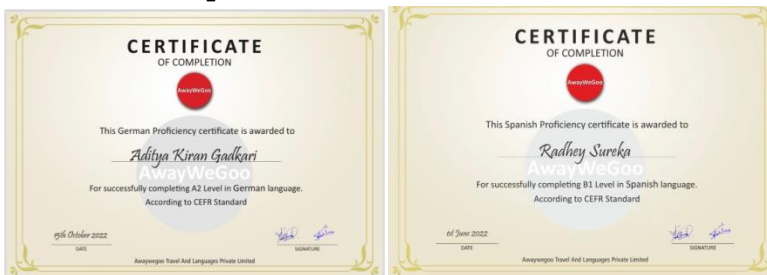 CERTIFICATE
OF COMPLETION
AwayWeGoo
This German Proficiency certificate is awarded to
Aditya Kiran Gadkari
AwayWeGoo
For successfully completing A2 Level in German language.
According to CEFR Standard
15th October 2022
DATE
SIGNATURE
Awaywegoo Travel And Languages Private Limited
CERTIFICATE
OF COMPLETION
AwayWeGoo
This Spanish Proficiency certificate is awarded to
Radhey Sureka
AwayWeGoo
For successfully completing B1 Level in Spanish language.
According to CEFR Standard
June 2022
DATE
SIGNATURE
Awaywegoo Travel And Languages Private Limited